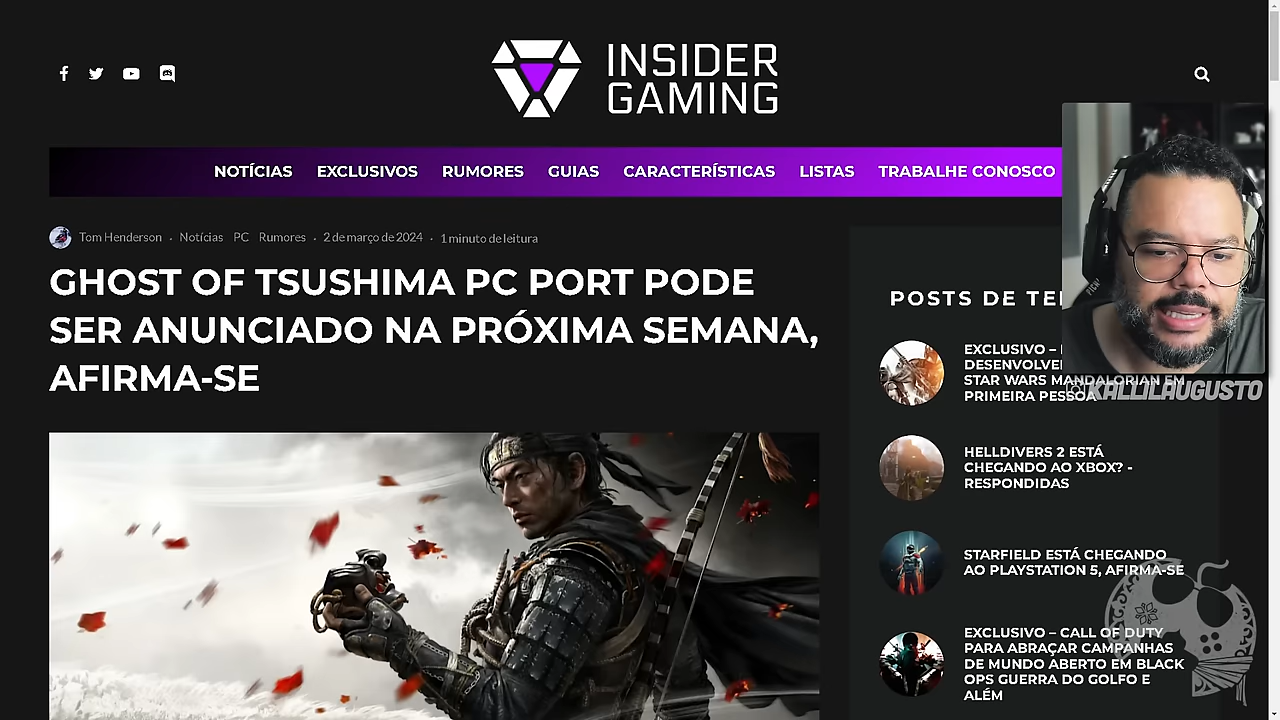 INSIDER
GAMING
NOTÍCIAS EXCLUSIVOS RUMORES GUIAS CARACTERÍSTICAS LISTAS TRABALHE CONOSCO
Tom Henderson · Notícias PC Rumores · 2 de março de 2024 · 1 minuto de leitura
GHOST OF TSUSHIMA PC PORT PODE
SER ANUNCIADO NA PRÓXIMA SEMANA,
AFIRMA-SE
POSTS DE
EXCLUSIVO –
STAR WARS MANDALORIAN EM
PRIMEIRA PESSOA
KALLILAUGUSTO
HELLDIVERS 2 ESTÁ
CHEGANDO AO XBOX? -
RESPONDIDAS
STARFIELD ESTÁ CHEGANDO
AO PLAYSTATION 5, AFIRMA-SE
EXCLUSIVO – CALL OF DUTY
PARA ABRAÇAR CAMPANHAS
DE MUNDO ABERTO EM BLACK
OPS GUERRA DO GOLFO E
ALÉM